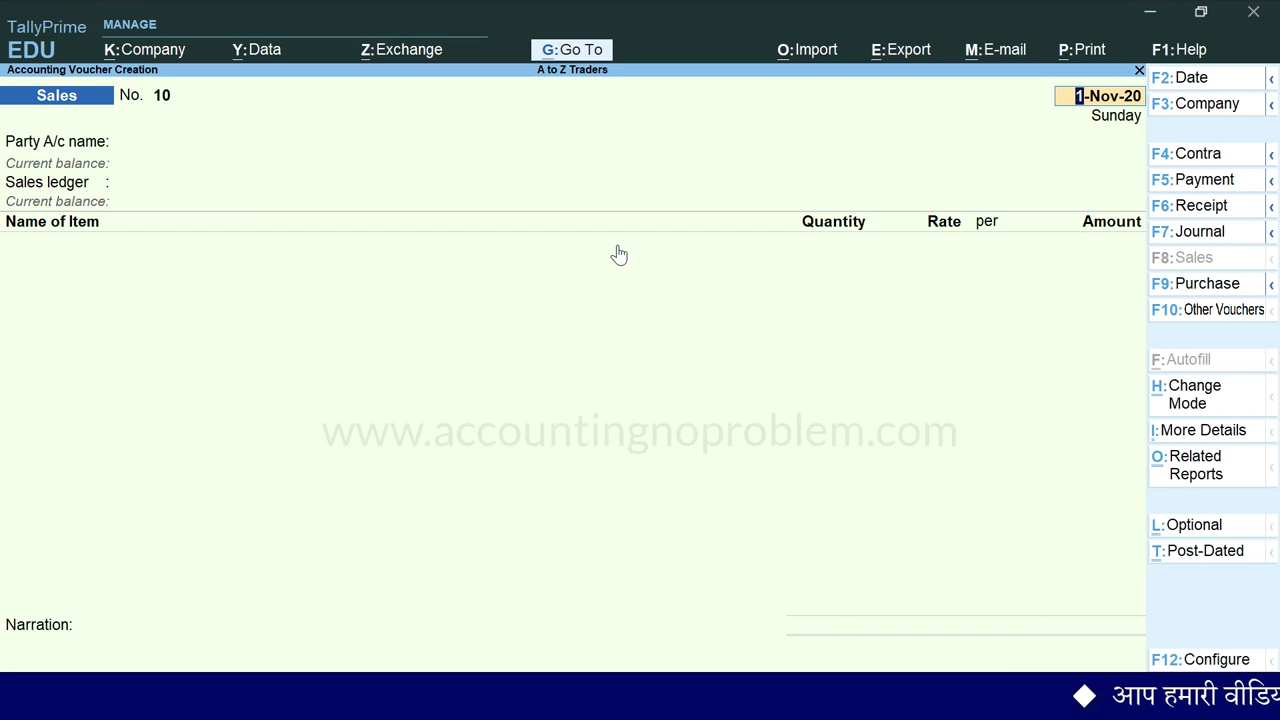 TallyPrime
EDU
MANAGE
K:Company Y:Data Z:Exchange G:Go To O:Import E:Export M:E-mail P:Print F1:Help
Accounting Voucher Creation A to Z Traders
Sales No. 10 1-Nov-20
Sunday
Party A/c name:
Current balance:
Sales ledger :
Current balance:
Name of Item Quantity Rate per Amount
www.accountingnoproblem.com
Narration:
F2:Date
F3:Company
F4:Contra
F5:Payment
F6:Receipt
F7:Journal
F8:Sales
F9:Purchase
F10:Other Vouchers
F:Autofill
H:Change
Mode
I:More Details
O:Related
Reports
L:Optional
T:Post-Dated
F12:Configure
◆ आप हमारी